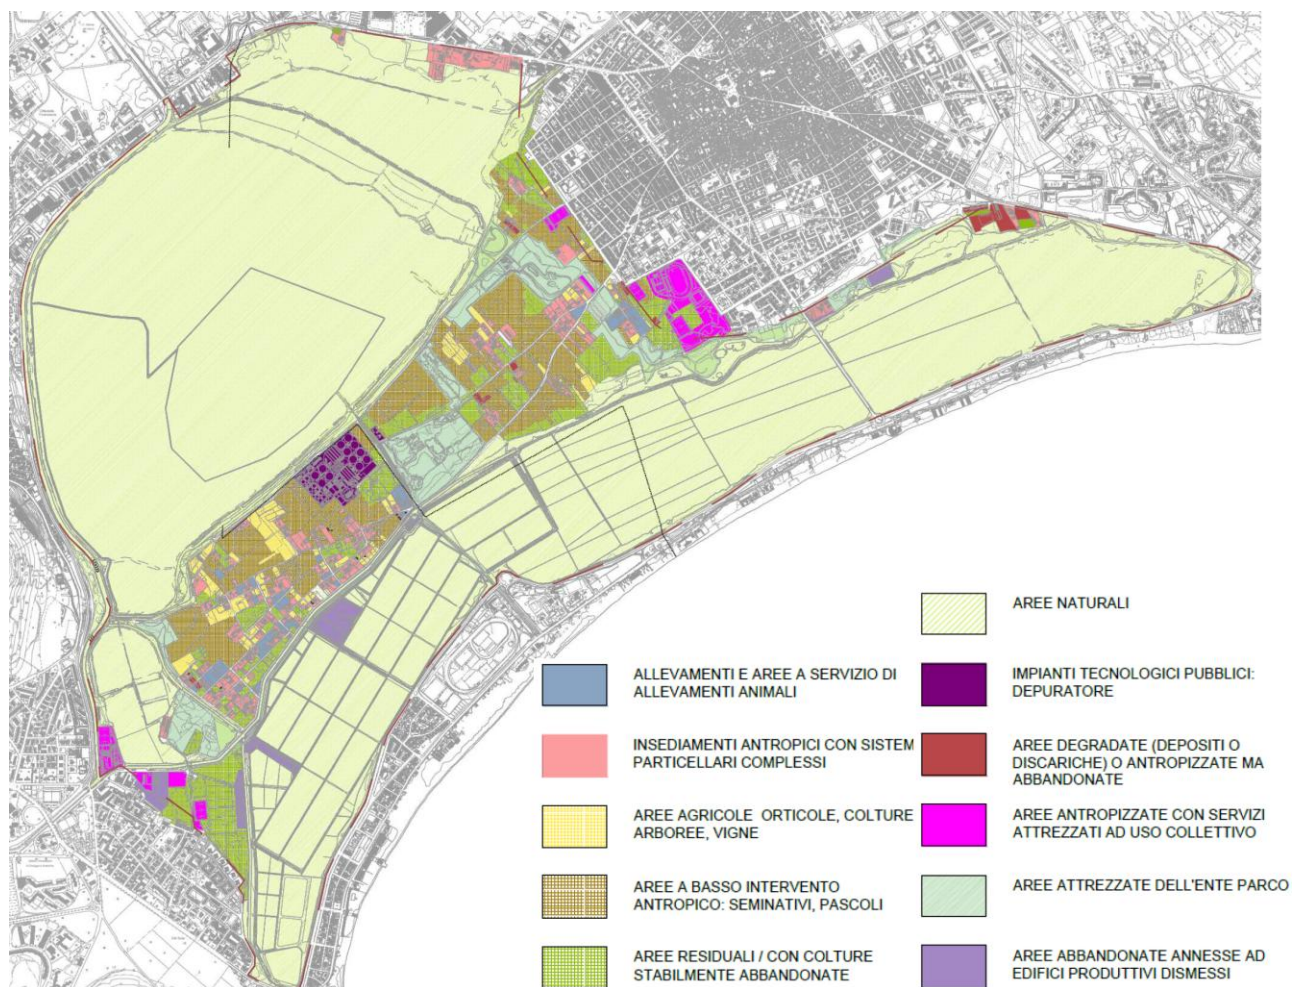 AREE NATURALI
ALLEVAMENTI E AREE A SERVIZIO DI
ALLEVAMENTI ANIMALI
IMPIANTI TECNOLOGICI PUBBLICI:
DEPURATORE
INSEDIAMENTI ANTROPICI CON SISTEM
PARTICELLARI COMPLESSI
AREE DEGRADATE (DEPOSITI O
DISCARICHE) O ANTROPIZZATE MA
ABBANDONATE
AREE AGRICOLE ORTICOLE, COLTURE
ARBOREE, VIGNE
AREE ANTROPIZZATE CON SERVIZI
ATTREZZATI AD USO COLLETTIVO
AREE A BASSO INTERVENTO
ANTROPICO: SEMINATIVI, PASCOLI
AREE ATTREZZATE DELL'ENTE PARCO
AREE RESIDUALI / CON COLTURE
STABILMENTE ABBANDONATE
AREE ABBANDONATE ANNESSE AD
EDIFICI PRODUTTIVI DISMESSI